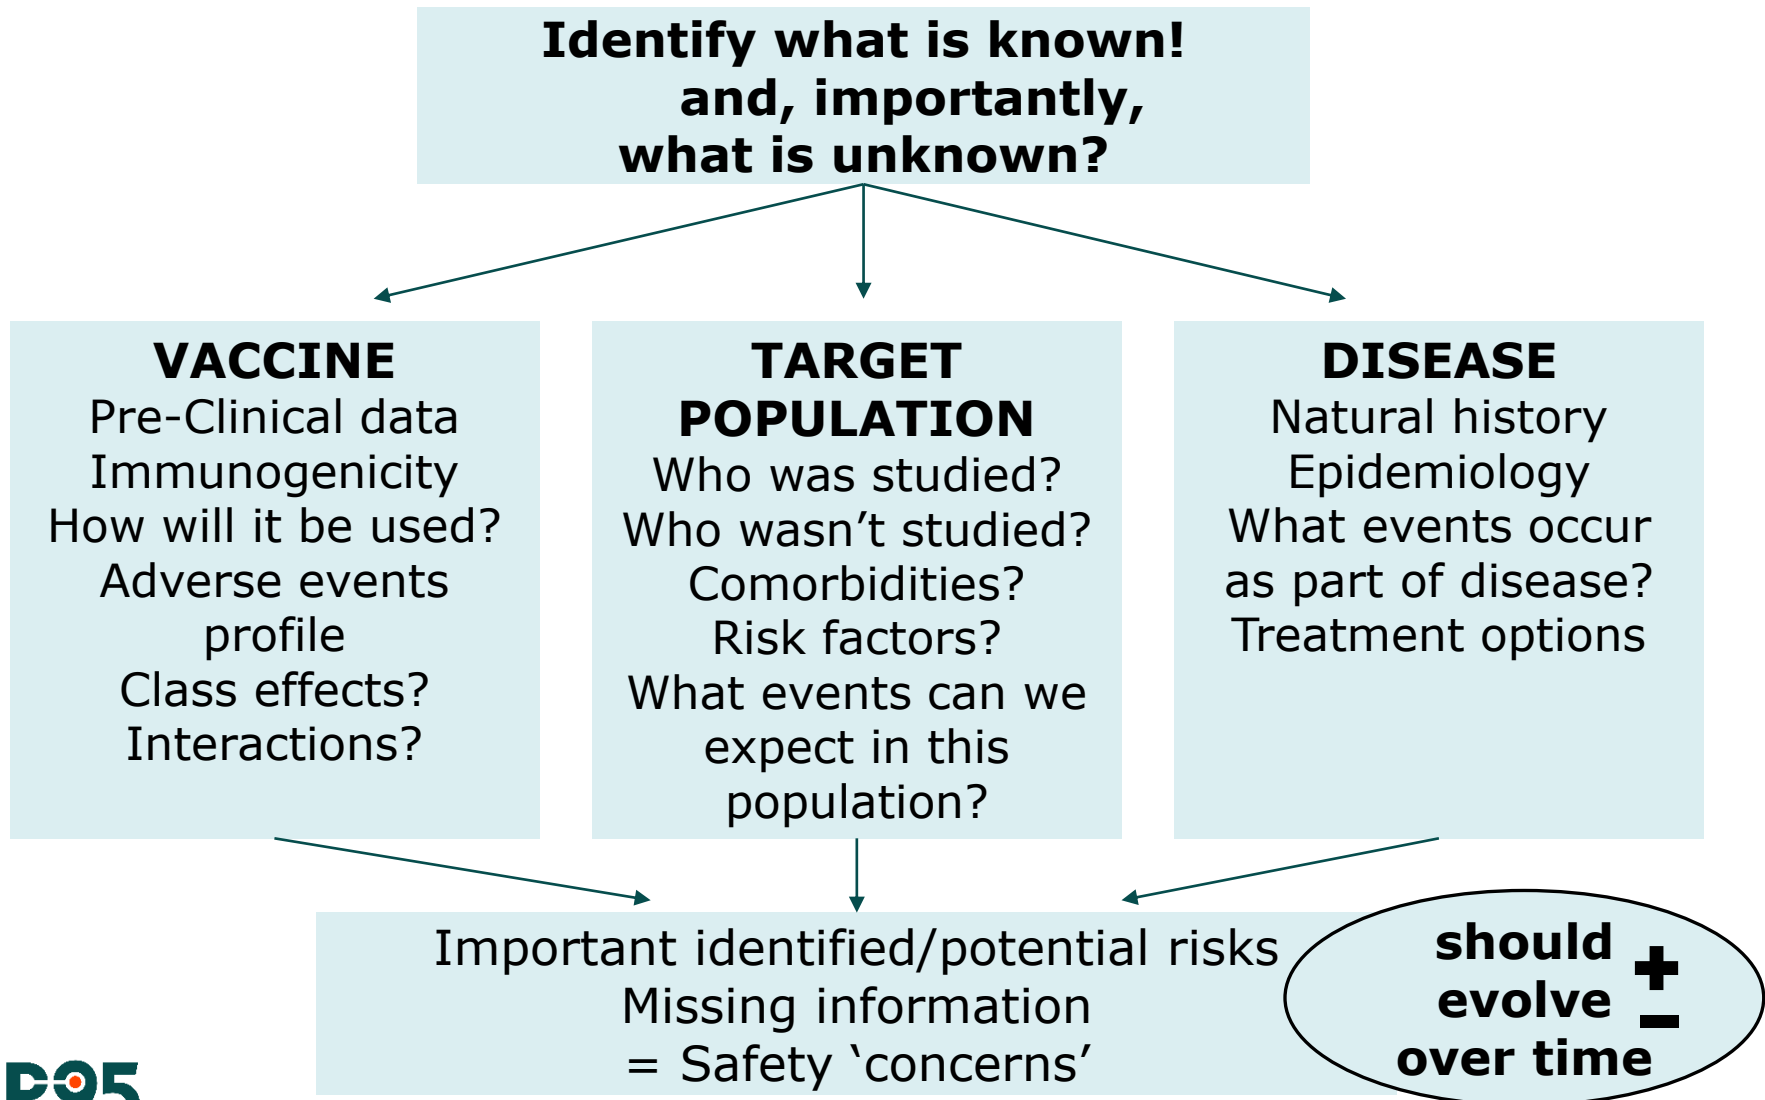 Identify what is known!
and, importantly,
what is unknown?
VACCINE
Pre-Clinical data
Immunogenicity
How will it be used?
Adverse events
profile
Class effects?
Interactions?
TARGET
POPULATION
Who was studied?
Who wasn’t studied?
Comorbidities?
Risk factors?
What events can we
expect in this
population?
DISEASE
Natural history
Epidemiology
What events occur
as part of disease?
Treatment options
Important identified/potential risks
Missing information
= Safety ‘concerns’
should +
evolve −
over time
P95